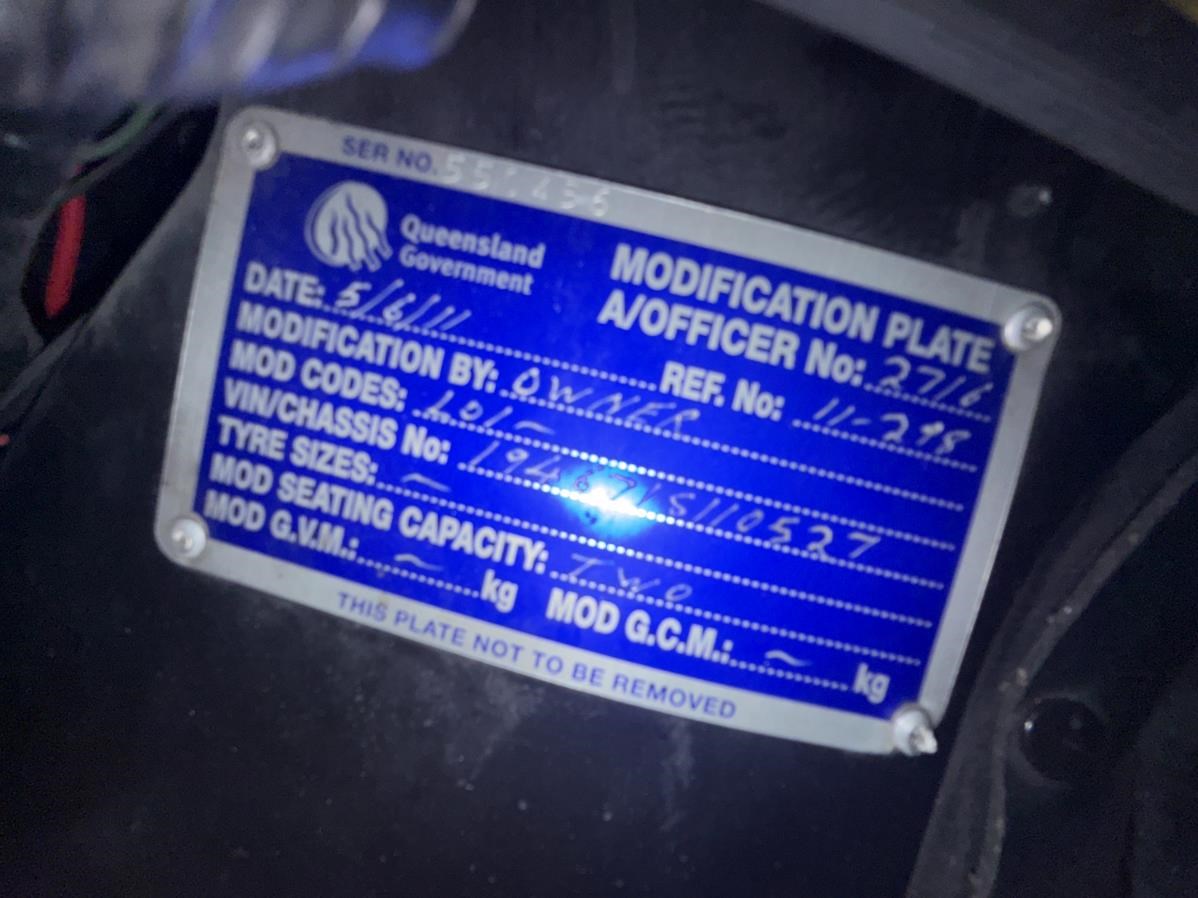 SER NO.
Queensland
Government
MODIFICATION PLATE
A/OFFICER No: 2716
DATE: 5/6/11 REF. No: 11-298
MODIFICATION BY: OWNER
MOD CODES: LO1~
VIN/CHASSIS No: 194671S110527
TYRE SIZES: ~
MOD SEATING CAPACITY: TWO
MOD G.V.M.: ~ kg MOD G.C.M.: ~ kg
THIS PLATE NOT TO BE REMOVED